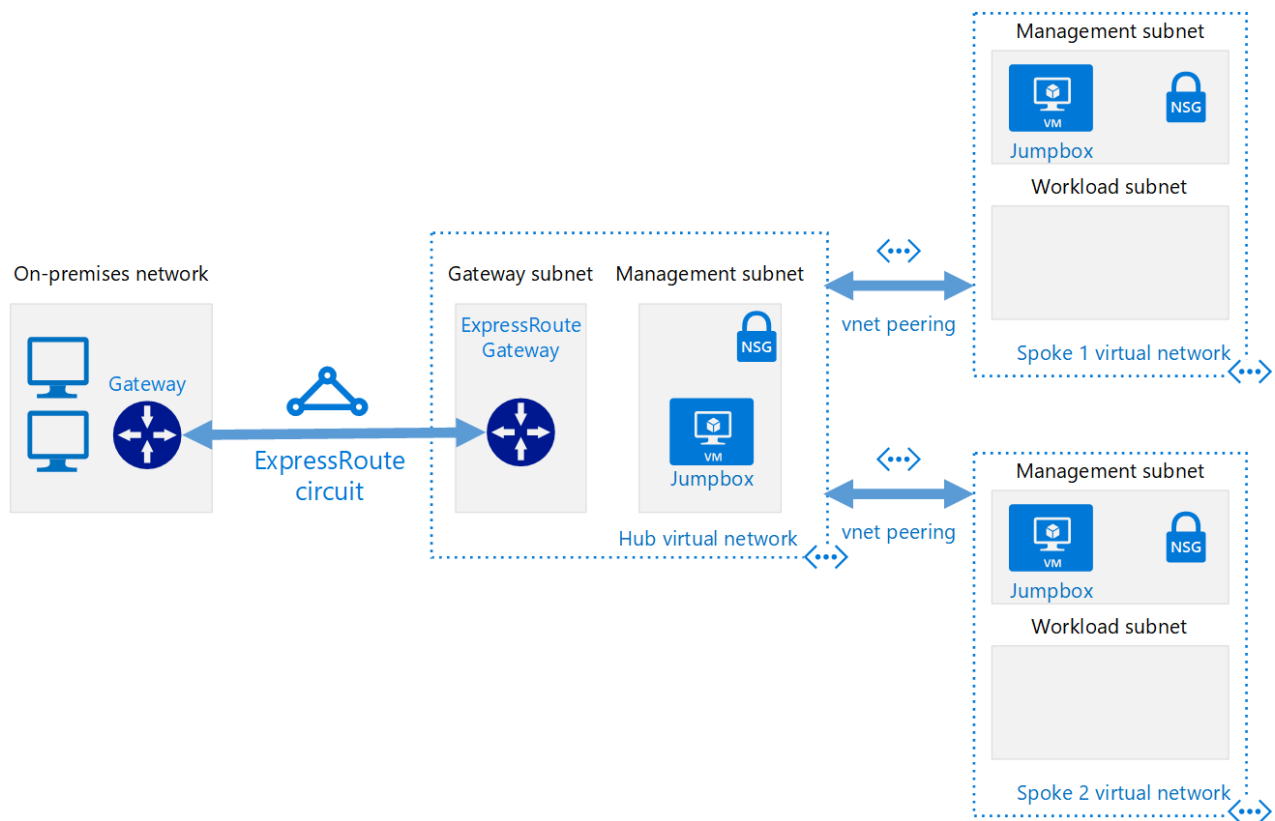 On-premises network
Gateway
ExpressRoute
circuit
Gateway subnet
ExpressRoute
Gateway
Management subnet
NSG
VM
Jumpbox
Hub virtual network
vnet peering
vnet peering
Management subnet
VM
NSG
Jumpbox
Workload subnet
Spoke 1 virtual network
Management subnet
VM
NSG
Jumpbox
Workload subnet
Spoke 2 virtual network